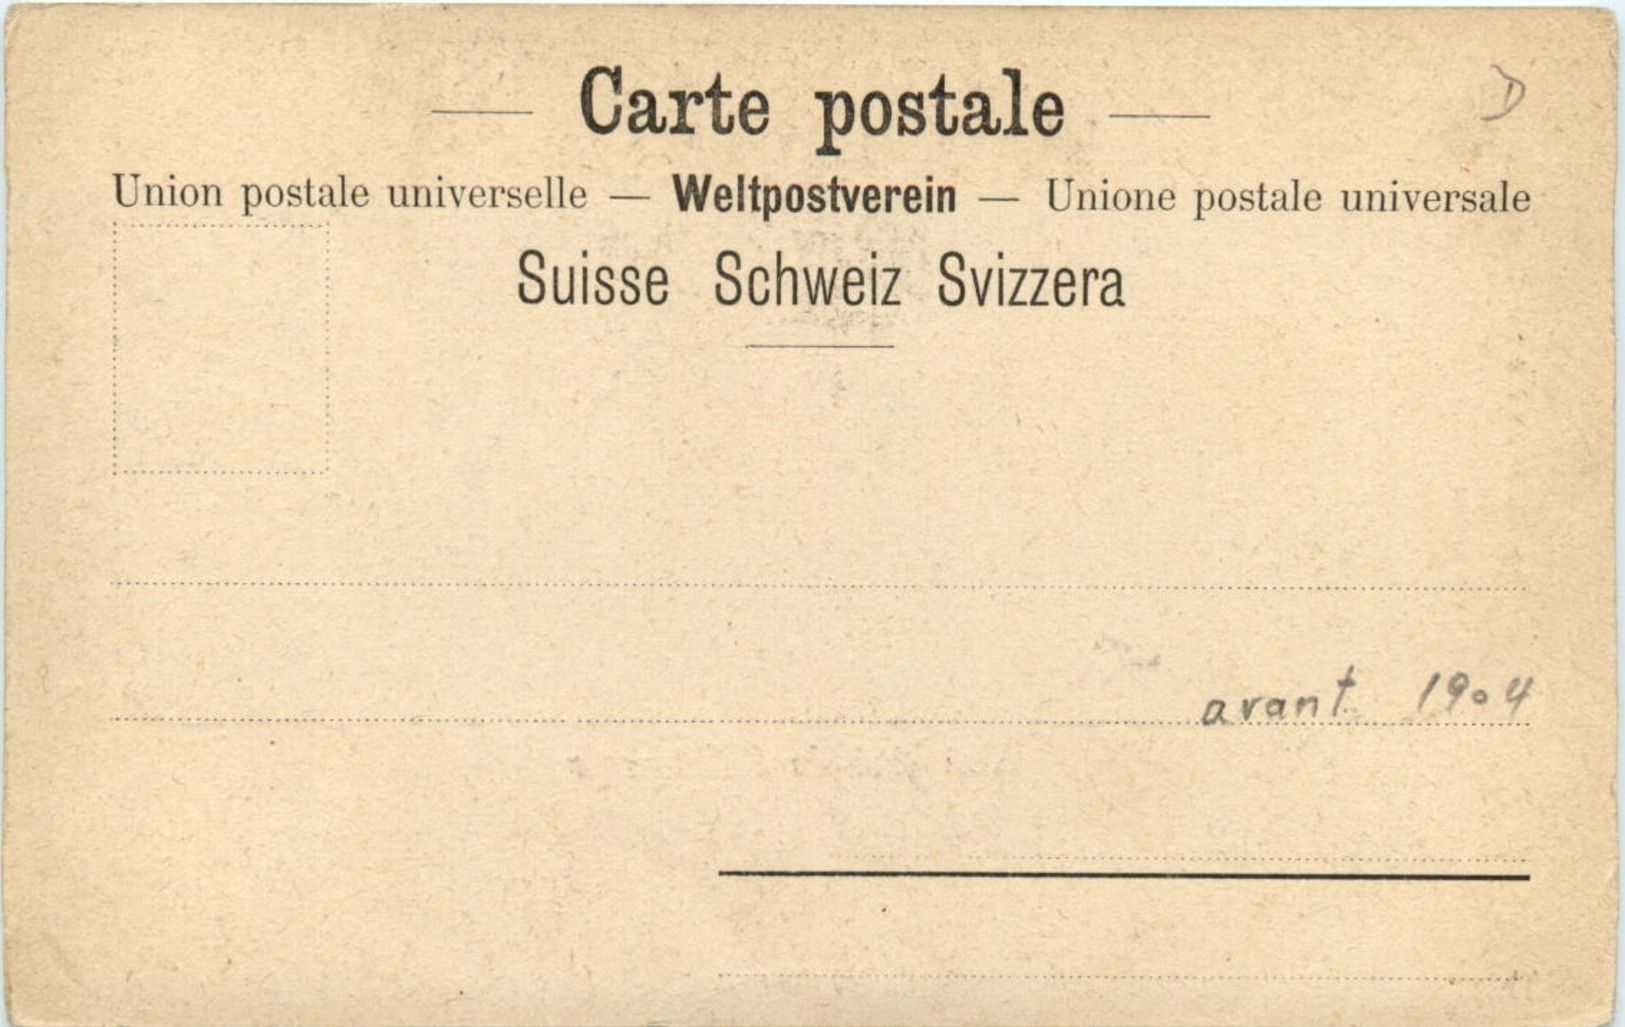 Carte postale
D
Union postale universelle — Weltpostverein — Unione postale universale
Suisse Schweiz Svizzera
avant 1904